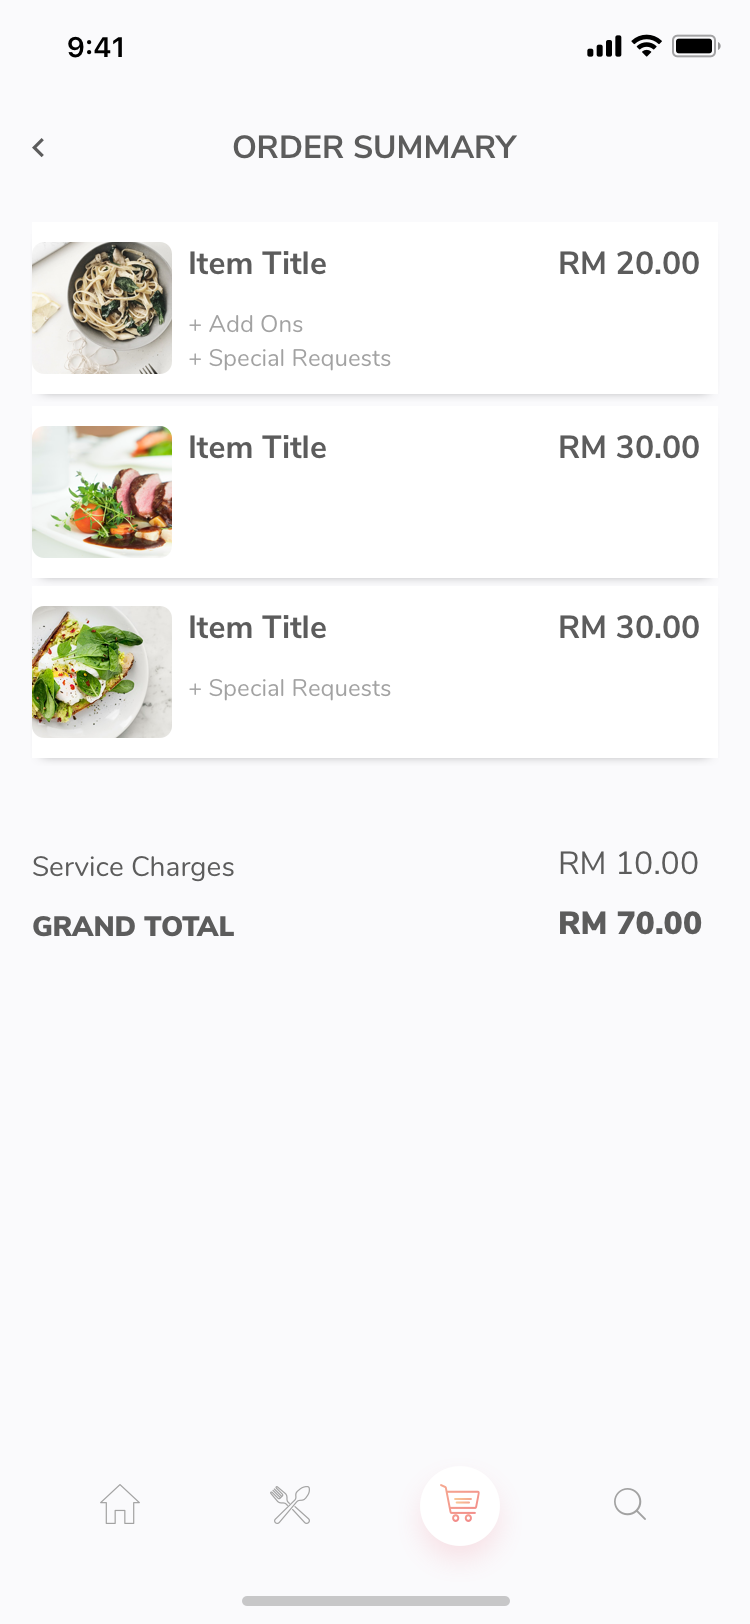 9:41
ORDER SUMMARY
Item Title RM 20.00
+ Add Ons
+ Special Requests
Item Title RM 30.00
Item Title RM 30.00
+ Special Requests
Service Charges RM 10.00
GRAND TOTAL RM 70.00